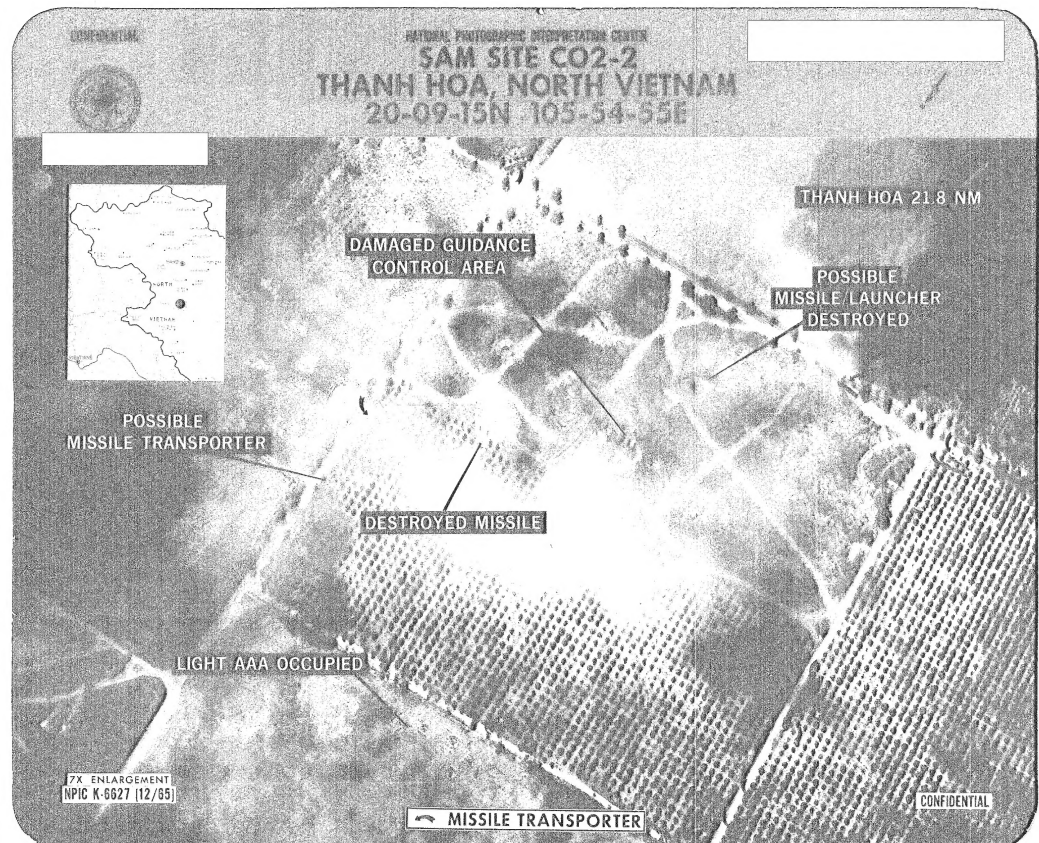 CONFIDENTIAL
NATIONAL PHOTOGRAPHIC INTERPRETATION CENTER
SAM SITE CO2-2
THANH HOA, NORTH VIETNAM
20-09-15N 105-54-55E
THANH HOA 21.8 NM
NORTH
VIETNAM
DAMAGED GUIDANCE
CONTROL AREA
POSSIBLE
MISSILE/LAUNCHER
DESTROYED
POSSIBLE
MISSILE TRANSPORTER
DESTROYED MISSILE
LIGHT AAA OCCUPIED
7X ENLARGEMENT
NPIC K-6627 (12/65)
MISSILE TRANSPORTER
CONFIDENTIAL